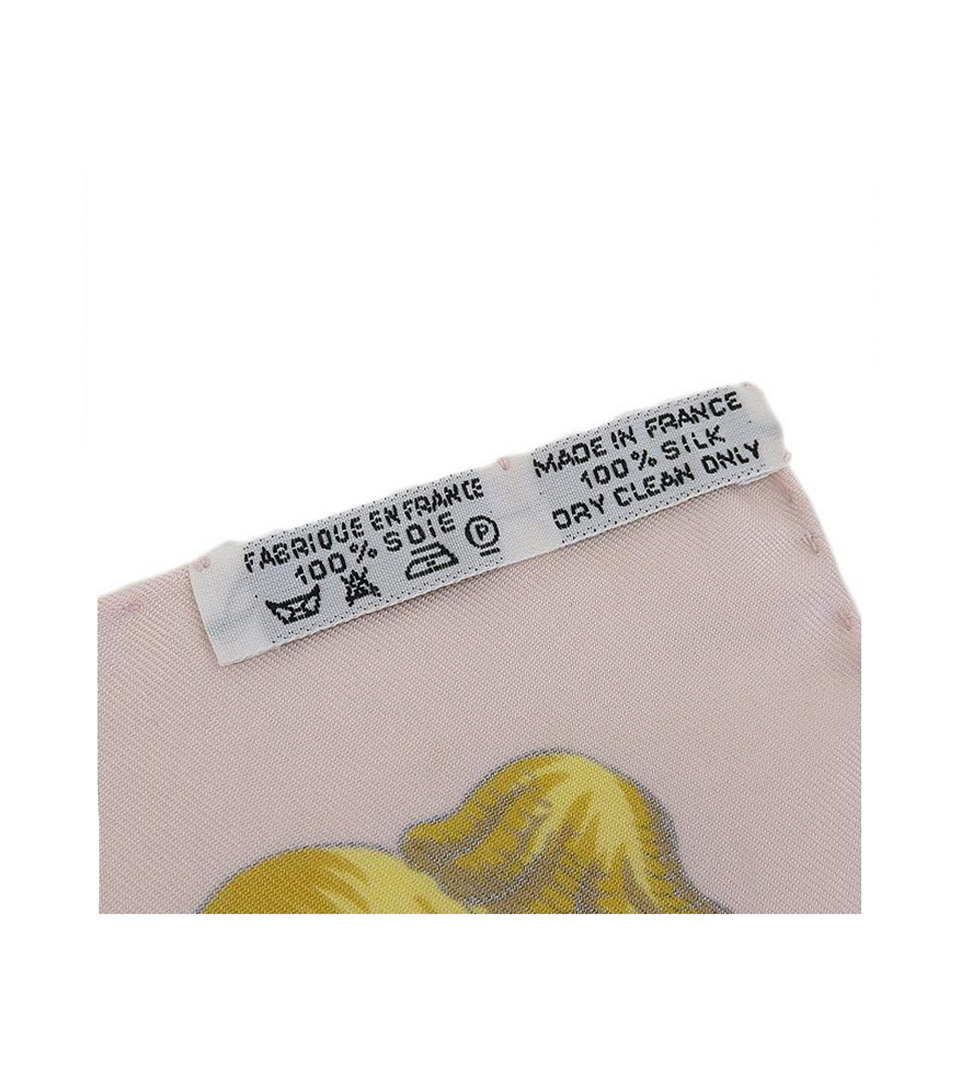 FABRIQUE EN FRANCE
100% SOIE
P
MADE IN FRANCE
100% SILK
DRY CLEAN ONLY